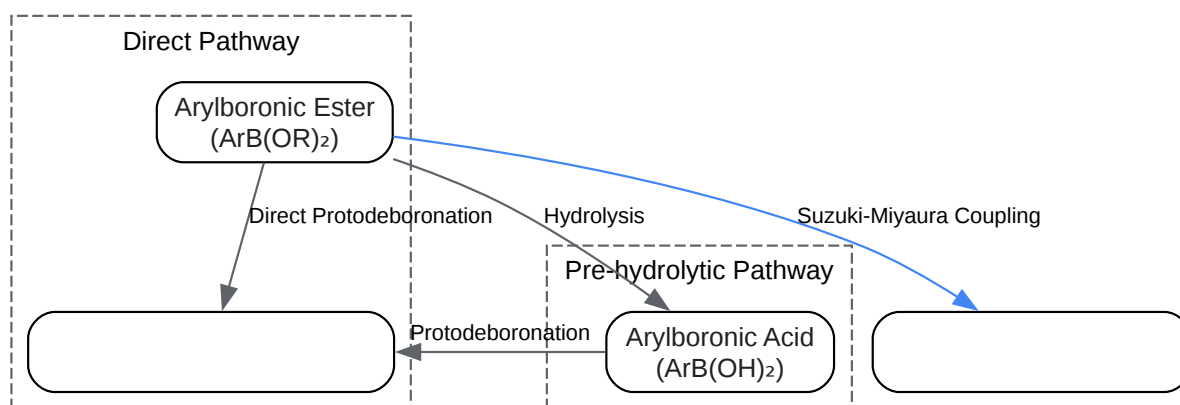 Direct Pathway
Arylboronic Ester
(ArB(OR)₂)
Direct Protodeboronation
Hydrolysis
Suzuki-Miyaura Coupling
Pre-hydrolytic Pathway
Protodeboronation
Arylboronic Acid
(ArB(OH)₂)